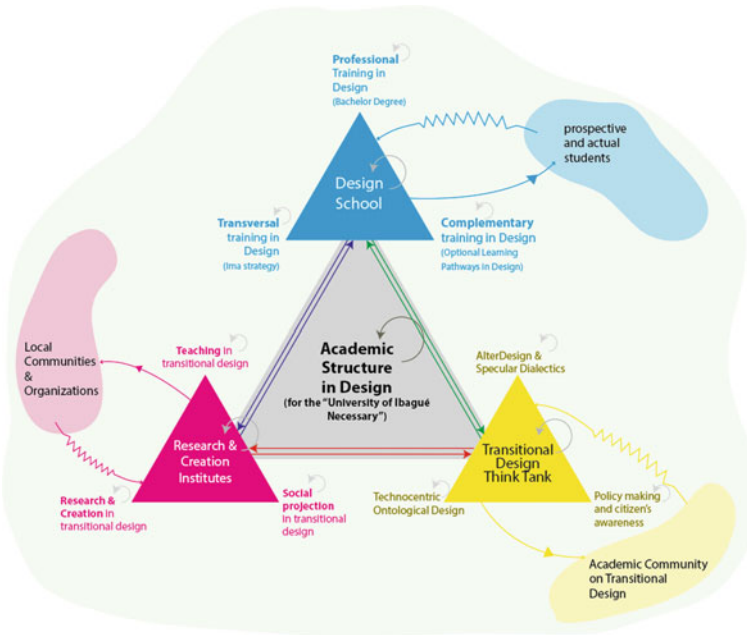 Professional
Training in
Design
(Bachelor Degree)
prospective
and actual
students
Design
School
Transversal
training in
Design
(Ima strategy)
Complementary
training in Design
(Optional Learning
Pathways in Design)
Local
Communities
&
Organizations
Teaching in
transitional design
Academic
Structure
in Design
(for the "University of Ibagué
Necessary")
AlterDesign &
Specular Dialectics
Research &
Creation
Institutes
Transitional
Design
Think Tank
Research &
Creation in
transitional design
Social
projection
in transitional
design
Technocentric
Ontological Design
Policy making
and citizen's
awareness
Academic Community
on Transitional
Design